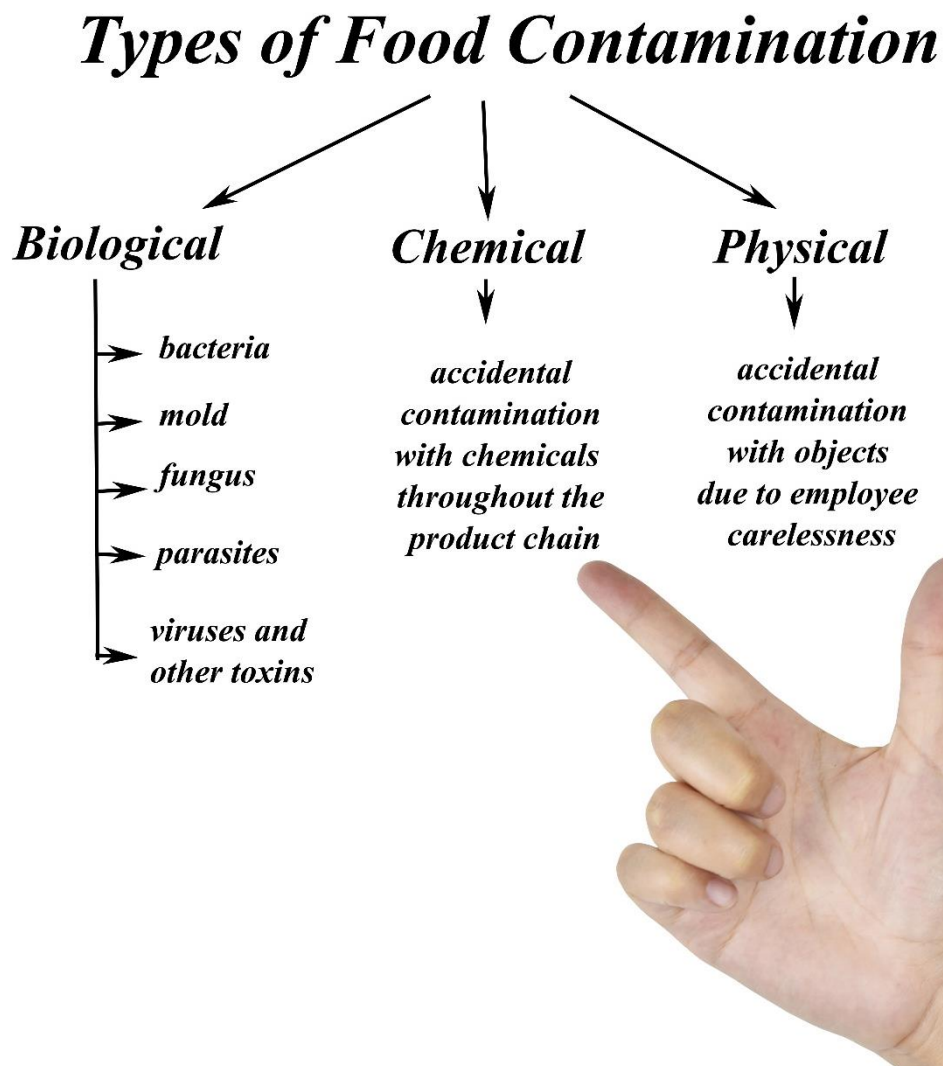 Types of Food Contamination
Biological
bacteria
mold
fungus
parasites
viruses and
other toxins
Chemical
accidental
contamination
with chemicals
throughout the
product chain
Physical
accidental
contamination
with objects
due to employee
carelessness